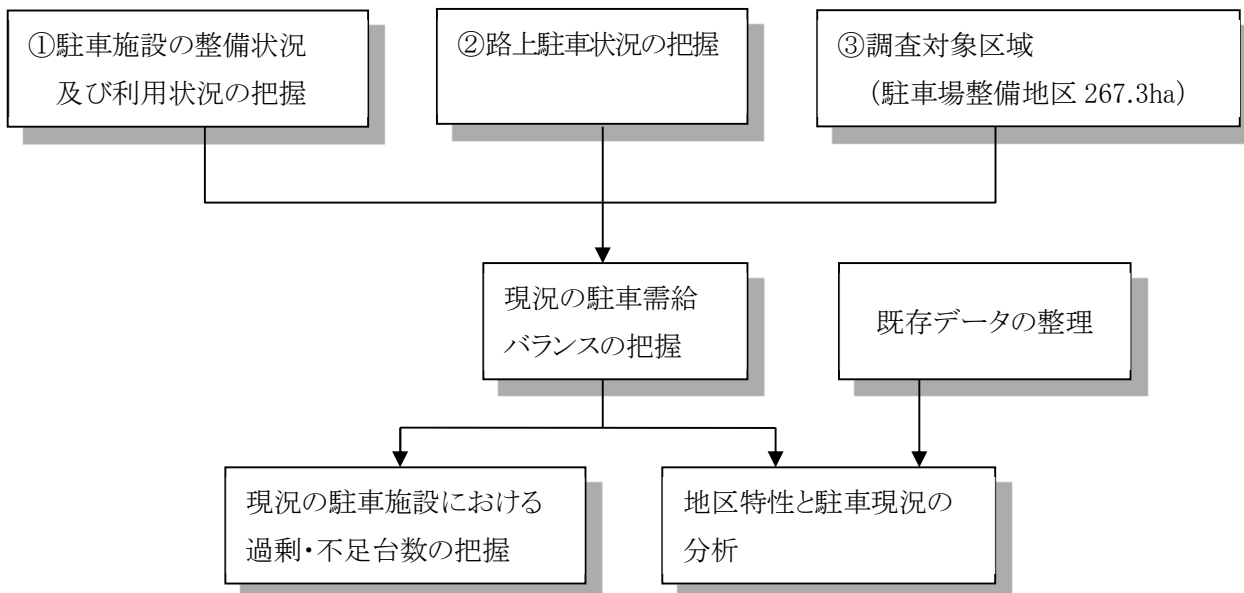 ①駐車施設の整備状況
及び利用状況の把握
②路上駐車状況の把握
③調査対象区域
（駐車場整備地区 267.3ha）
現況の駐車需給
バランスの把握
既存データの整理
現況の駐車施設における
過剰・不足台数の把握
地区特性と駐車現況の
分析